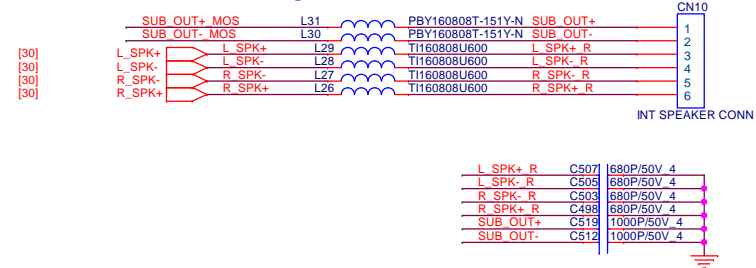 CN10
SUB_OUT+_MOS L31 PBY160808T-151Y-N SUB_OUT+ 1
SUB_OUT-_MOS L30 PBY160808T-151Y-N SUB_OUT- 2
[30] L_SPK+ L_SPK+ L29 TI160808U600 L_SPK+_R 3
[30] L_SPK- L_SPK- L28 TI160808U600 L_SPK-_R 4
[30] R_SPK- R_SPK- L27 TI160808U600 R_SPK-_R 5
[30] R_SPK+ R_SPK+ L26 TI160808U600 R_SPK+_R 6
INT SPEAKER CONN
L_SPK+_R C507 680P/50V_4
L_SPK-_R C505 680P/50V_4
R_SPK-_R C503 680P/50V_4
R_SPK+_R C498 680P/50V_4
SUB_OUT+ C519 1000P/50V_4
SUB_OUT- C512 1000P/50V_4